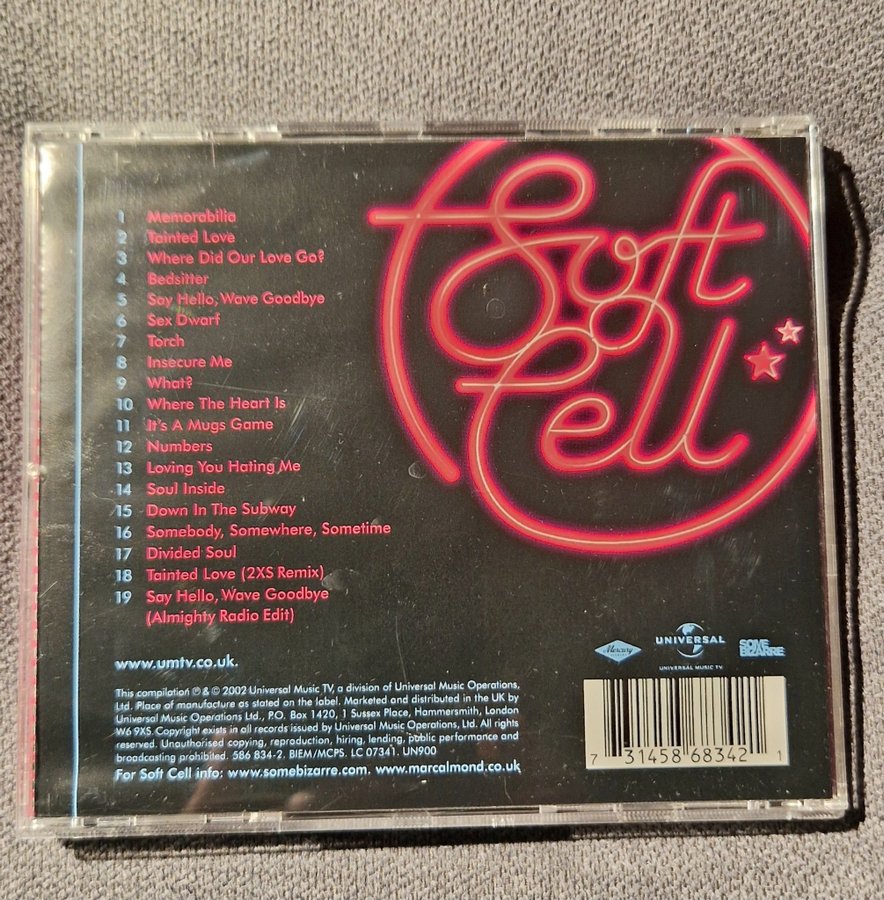 Soft
Cell
1 Memorabilia
2 Tainted Love
3 Where Did Our Love Go?
4 Bedsitter
5 Say Hello, Wave Goodbye
6 Sex Dwarf
7 Torch
8 Insecure Me
9 What?
10 Where The Heart Is
11 It's A Mugs Game
12 Numbers
13 Loving You Hating Me
14 Soul Inside
15 Down In The Subway
16 Somebody, Somewhere, Sometime
17 Divided Soul
18 Tainted Love (2XS Remix)
19 Say Hello, Wave Goodbye
(Almighty Radio Edit)
www.umtv.co.uk.
Mercury
UNIVERSAL
UNIVERSAL MUSIC TV
SOME
BIZARRE
This compilation ℗ & © 2002 Universal Music TV, a division of Universal Music Operations,
Ltd. Place of manufacture as stated on the label. Marketed and distributed in the UK by
Universal Music Operations Ltd., P.O. Box 1420, 1 Sussex Place, Hammersmith, London
W6 9XS. Copyright exists in all records issued by Universal Music Operations, Ltd. All rights
reserved. Unauthorised copying, reproduction, hiring, lending, public performance and
broadcasting prohibited. 586 834-2. BIEM/MCPS. LC 07341. UN900
For Soft Cell info: www.somebizarre.com. www.marcalmond.co.uk
7 31458 68342 1